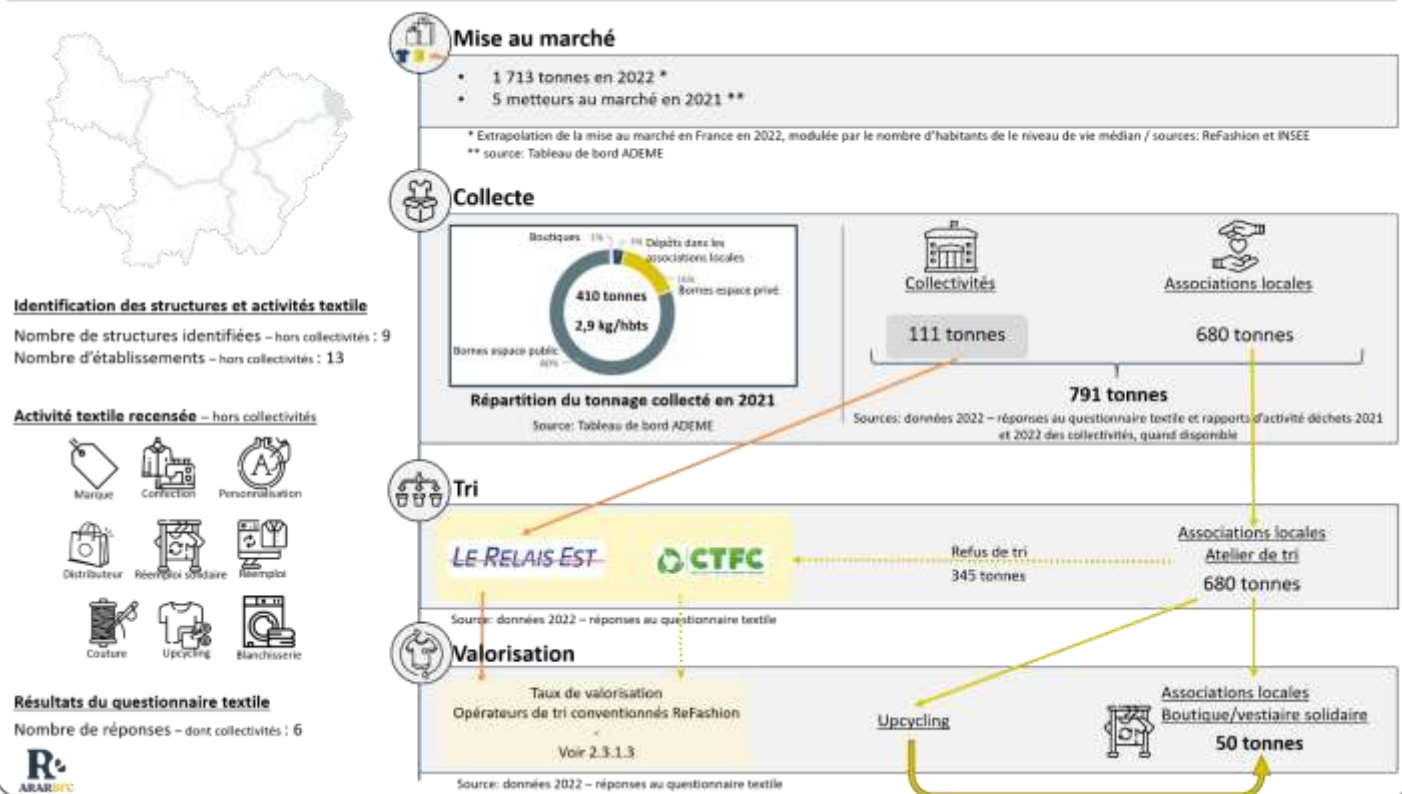 Mise au marché
• 1 713 tonnes en 2022 *
• 5 metteurs au marché en 2021 **
* Extrapolation de la mise au marché en France en 2022, modulée par le nombre d'habitants de le niveau de vie médian / sources: ReFashion et INSEE
** source: Tableau de bord ADEME
Identification des structures et activités textile
Nombre de structures identifiées – hors collectivités : 9
Nombre d'établissements – hors collectivités : 13
Activité textile recensée – hors collectivités
Marque
Confection
Personnalisation
Distributeur
Réemploi solidaire
Réemploi
Couture
Upcycling
Blanchisserie
Résultats du questionnaire textile
Nombre de réponses – dont collectivités : 6
R
ARARBFC
Collecte
Boutiques 1%
Dépôts dans les
associations locales
Bornes espace privé
410 tonnes
2,9 kg/hbts
Bornes espace public
80%
Répartition du tonnage collecté en 2021
Source: Tableau de bord ADEME
Collectivités
111 tonnes
Associations locales
680 tonnes
791 tonnes
Sources: données 2022 – réponses au questionnaire textile et rapports d'activité déchets 2021
et 2022 des collectivités, quand disponible
Tri
LE RELAIS EST
CTFC
Refus de tri
345 tonnes
Associations locales
Atelier de tri
680 tonnes
Source: données 2022 – réponses au questionnaire textile
Valorisation
Taux de valorisation
Opérateurs de tri conventionnés ReFashion
-
Voir 2.3.1.3
Upcycling
Associations locales
Boutique/vestiaire solidaire
50 tonnes
Source: données 2022 – réponses au questionnaire textile